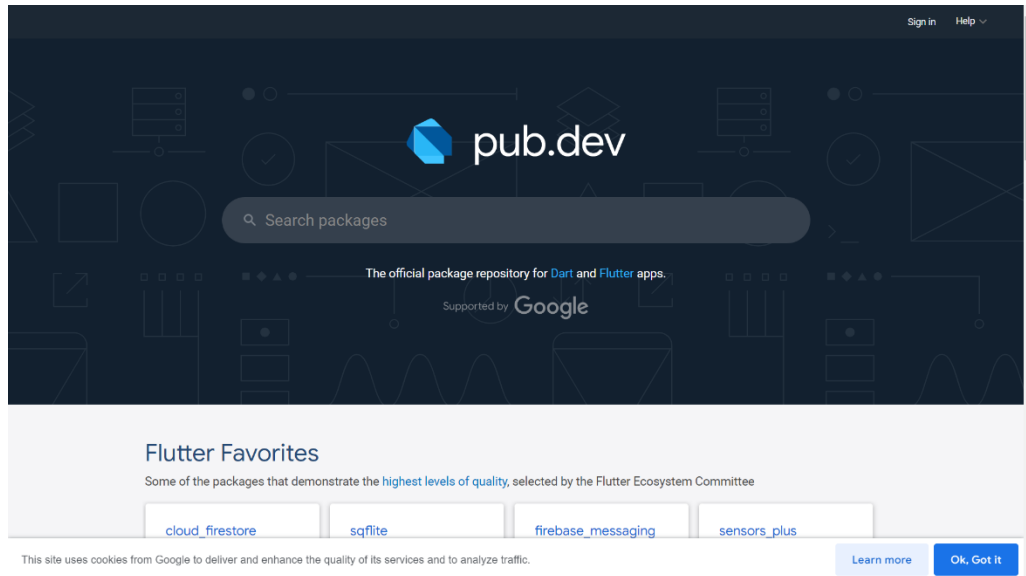 Sign in Help
pub.dev
Search packages
The official package repository for Dart and Flutter apps.
Supported by Google
Flutter Favorites
Some of the packages that demonstrate the highest levels of quality, selected by the Flutter Ecosystem Committee
cloud_firestore sqflite firebase_messaging sensors_plus
This site uses cookies from Google to deliver and enhance the quality of its services and to analyze traffic. Learn more Ok, Got it